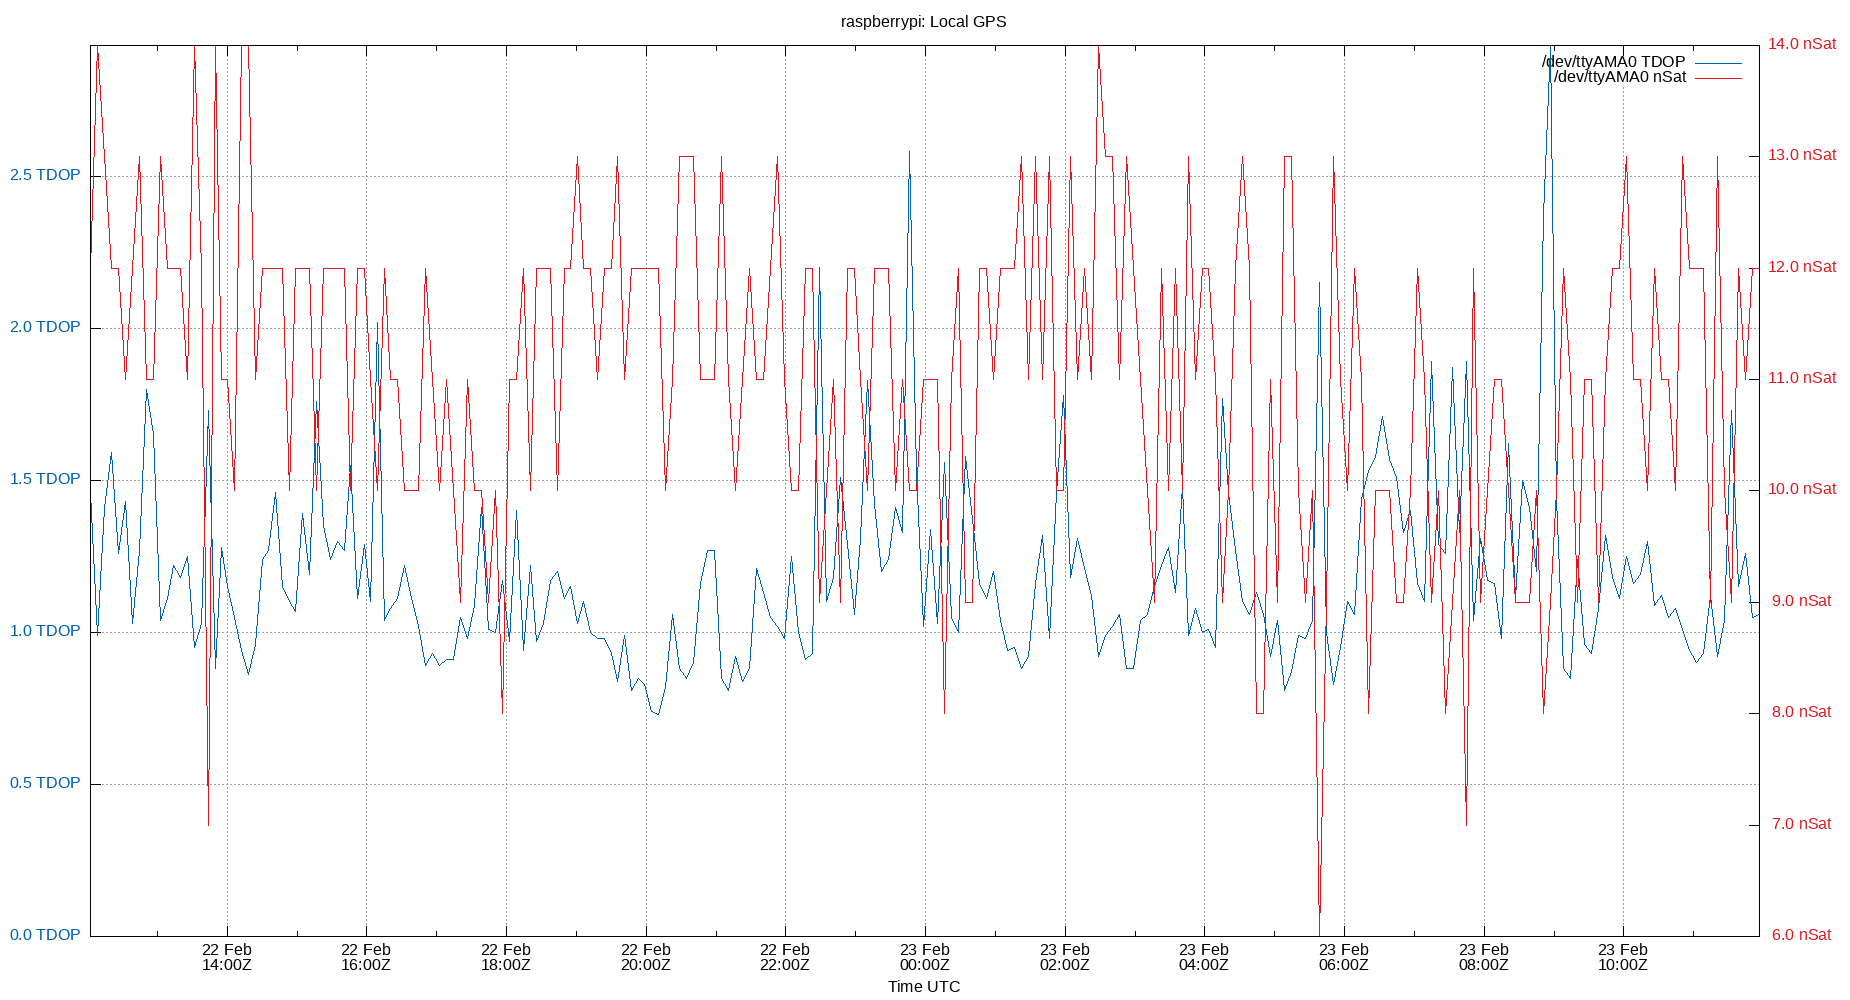 raspberrypi: Local GPS
/dev/ttyAMA0 TDOP
/dev/ttyAMA0 nSat
2.5 TDOP
2.0 TDOP
1.5 TDOP
1.0 TDOP
0.5 TDOP
0.0 TDOP
14.0 nSat
13.0 nSat
12.0 nSat
11.0 nSat
10.0 nSat
9.0 nSat
8.0 nSat
7.0 nSat
6.0 nSat
22 Feb
14:00Z
22 Feb
16:00Z
22 Feb
18:00Z
22 Feb
20:00Z
22 Feb
22:00Z
23 Feb
00:00Z
23 Feb
02:00Z
23 Feb
04:00Z
23 Feb
06:00Z
23 Feb
08:00Z
23 Feb
10:00Z
Time UTC